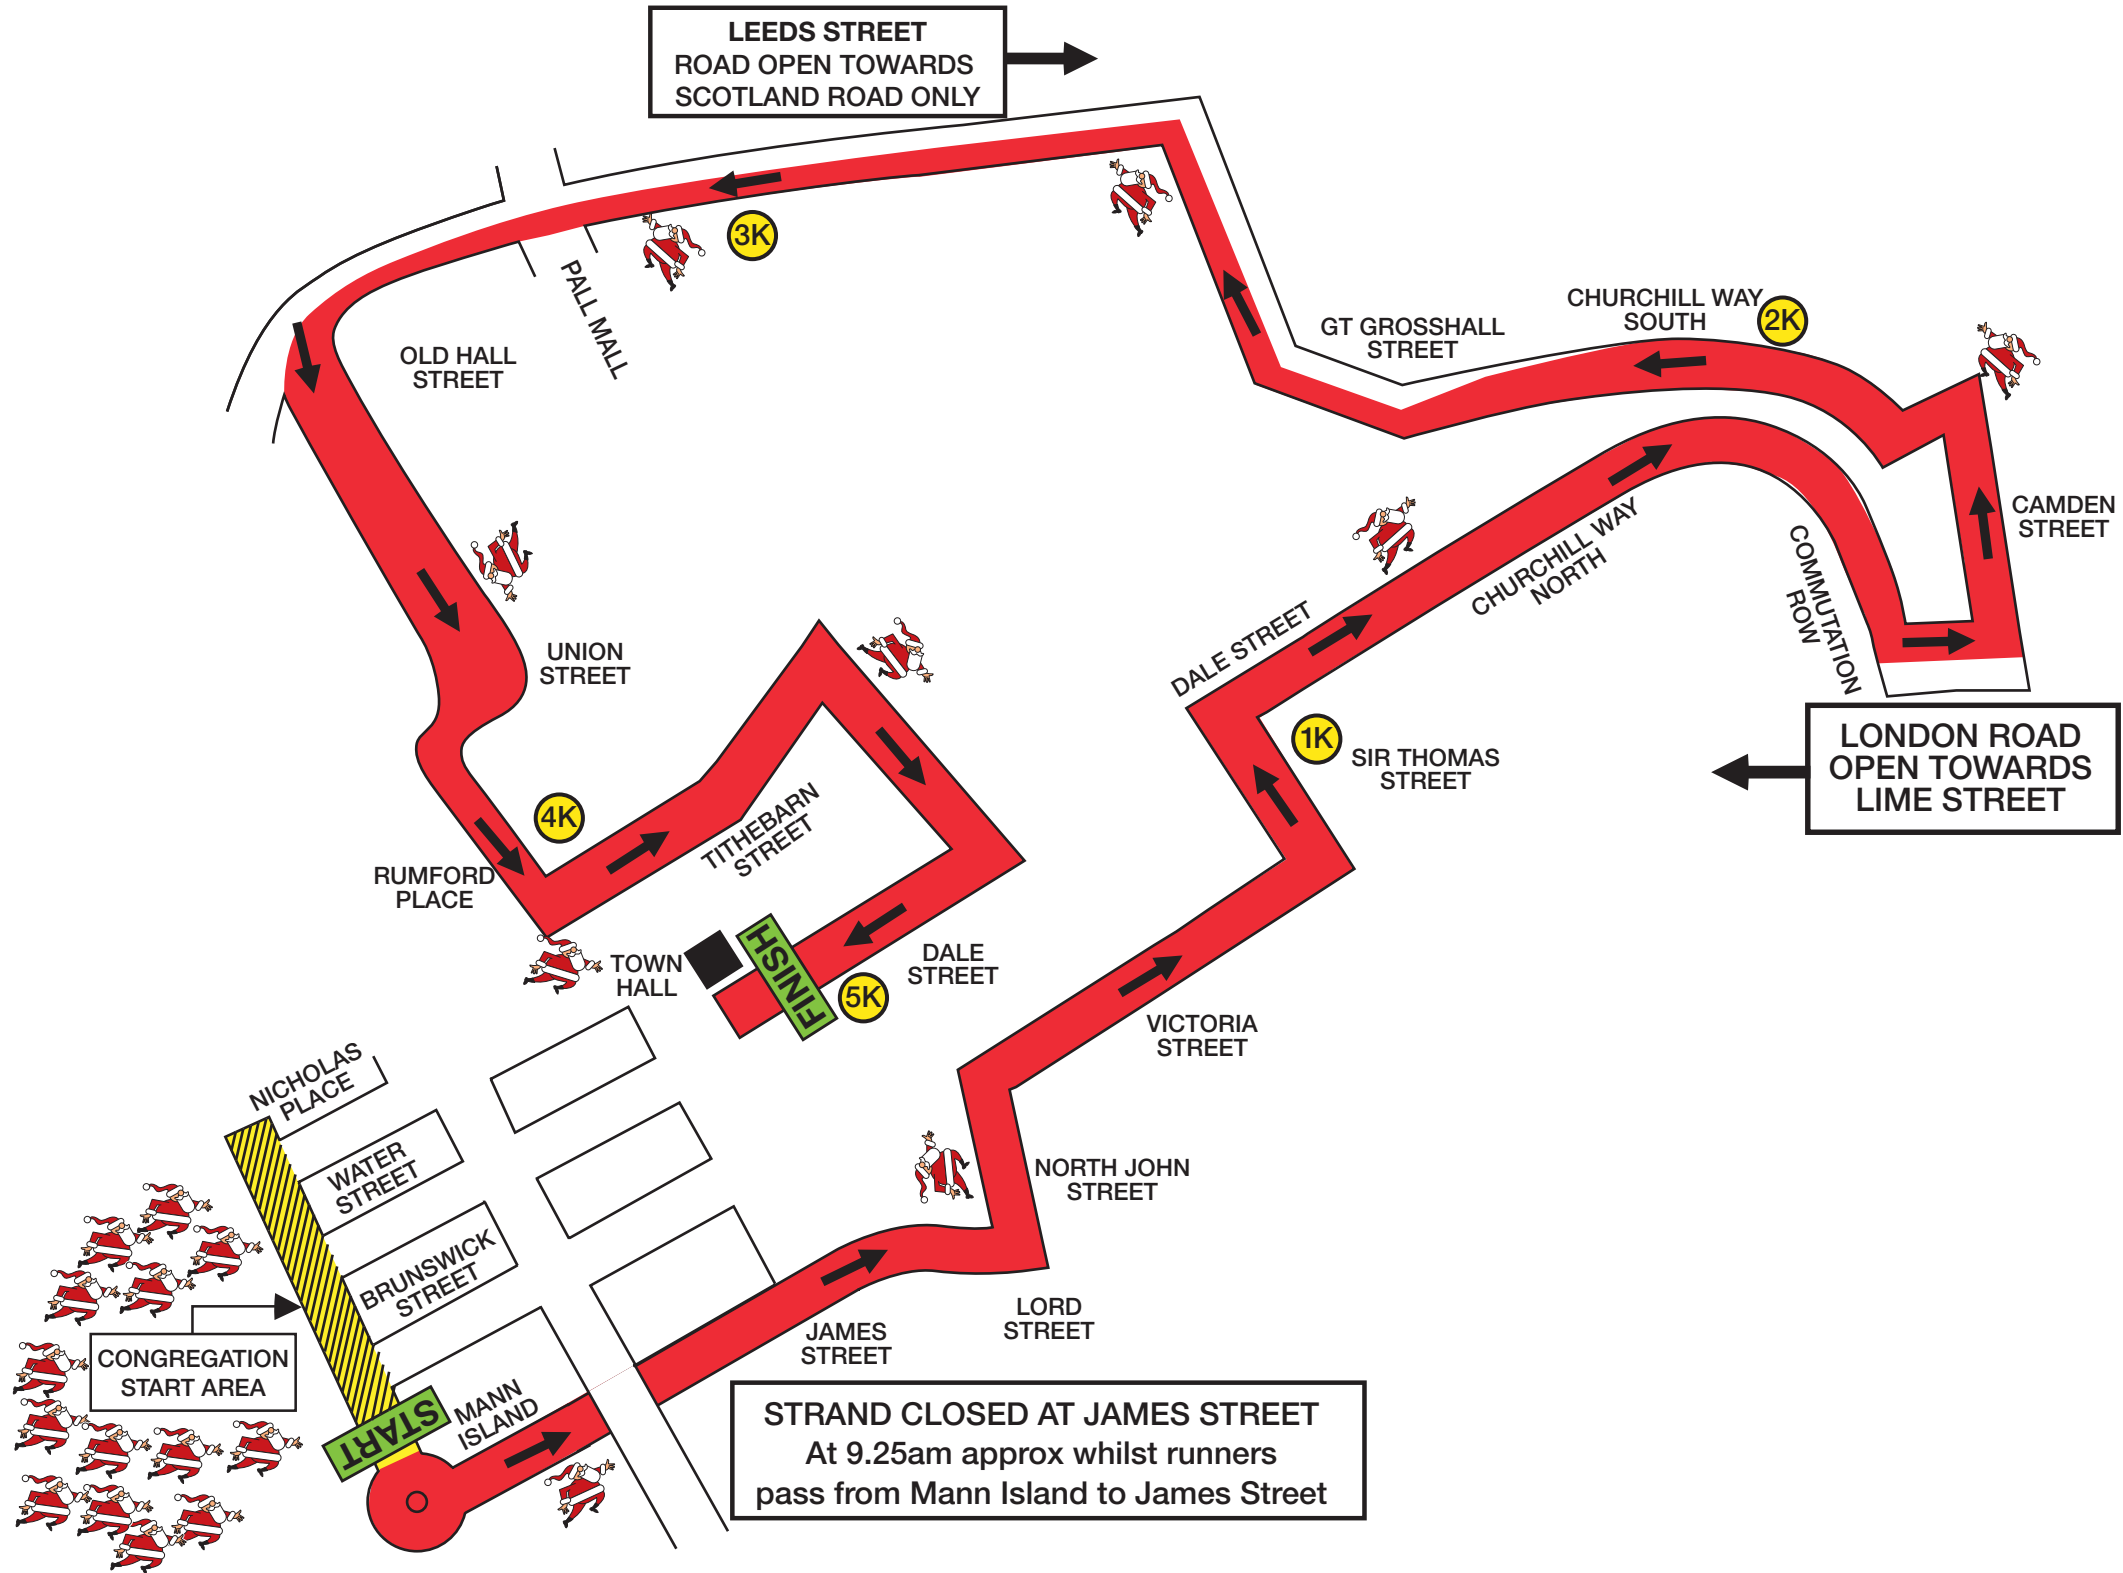 LEEDS STREET
ROAD OPEN TOWARDS
SCOTLAND ROAD ONLY
3K
PALL MALL
OLD HALL
STREET
GT GROSSHALL
STREET
CHURCHILL WAY
SOUTH
2K
CAMDEN
STREET
COMMUTATION
ROW
CHURCHILL WAY
NORTH
DALE STREET
UNION
STREET
1K
SIR THOMAS
STREET
LONDON ROAD
OPEN TOWARDS
LIME STREET
4K
TITHEBARN
STREET
RUMFORD
PLACE
TOWN
HALL
FINISH
5K
DALE
STREET
VICTORIA
STREET
NICHOLAS
PLACE
WATER
STREET
BRUNSWICK
STREET
NORTH JOHN
STREET
LORD
STREET
JAMES
STREET
CONGREGATION
START AREA
START
MANN
ISLAND
STRAND CLOSED AT JAMES STREET
At 9.25am approx whilst runners
pass from Mann Island to James Street